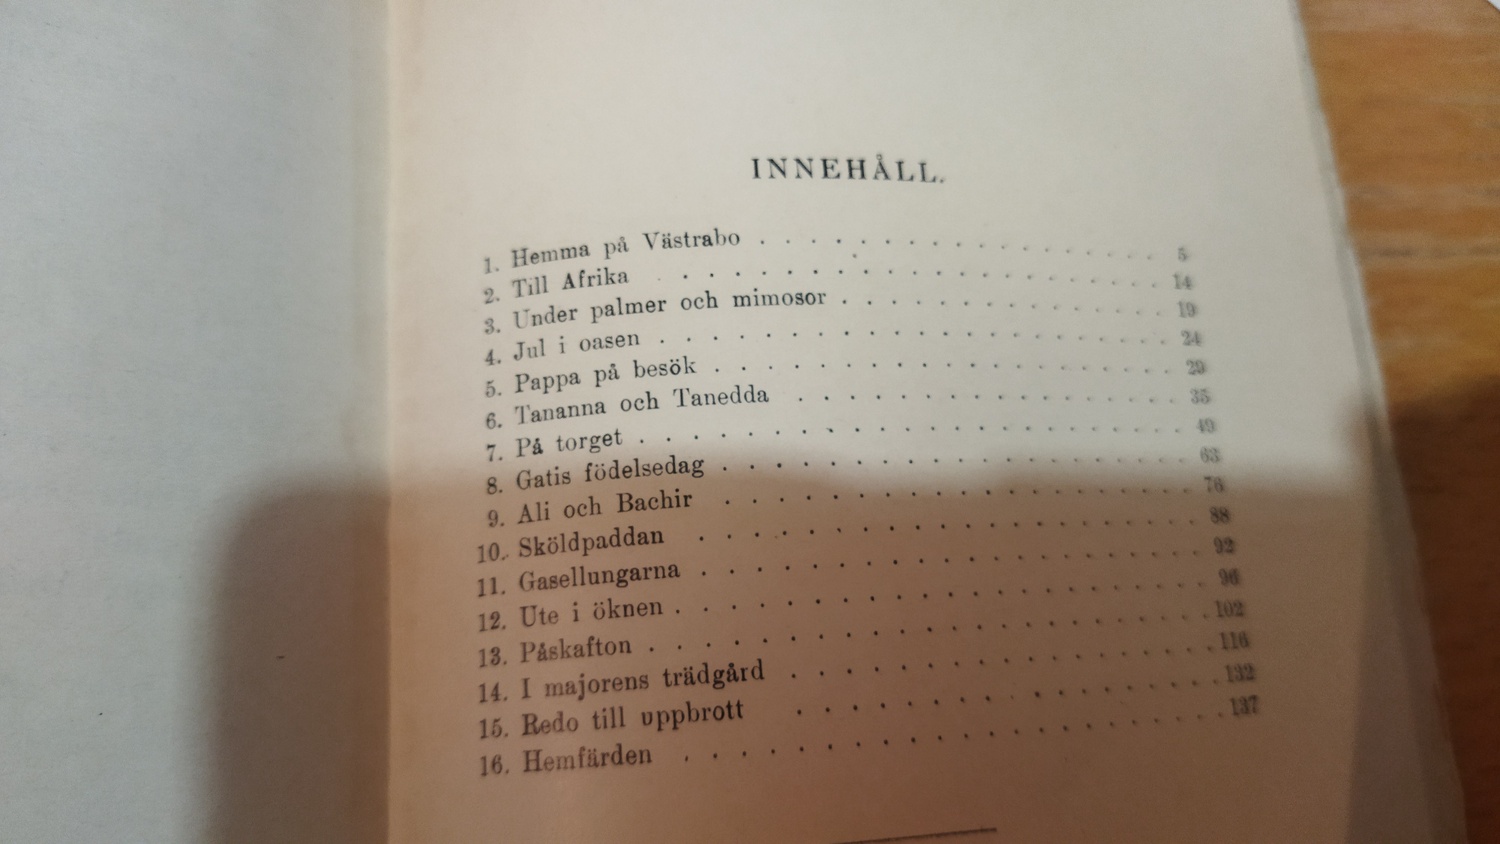 INNEHÅLL.
1. Hemma på Västrabo . . . . . . . . . . . . . . . . 5
2. Till Afrika . . . . . . . . . . . . . . . . . . 14
3. Under palmer och mimosor . . . . . . . . . . . . 19
4. Jul i oasen . . . . . . . . . . . . . . . . . . . 24
5. Pappa på besök . . . . . . . . . . . . . . . . . 29
6. Tananna och Tanedda . . . . . . . . . . . . . . . 35
7. På torget . . . . . . . . . . . . . . . . . . . . 49
8. Gatis födelsedag . . . . . . . . . . . . . . . . . 63
9. Ali och Bachir . . . . . . . . . . . . . . . . . 76
10. Sköldpaddan . . . . . . . . . . . . . . . . . . 88
11. Gasellungarna . . . . . . . . . . . . . . . . . . 92
12. Ute i öknen . . . . . . . . . . . . . . . . . . . 96
13. Påskafton . . . . . . . . . . . . . . . . . . . . 102
14. I majorens trädgård . . . . . . . . . . . . . . . 116
15. Redo till uppbrott . . . . . . . . . . . . . . . 132
16. Hemfärden . . . . . . . . . . . . . . . . . . . 137